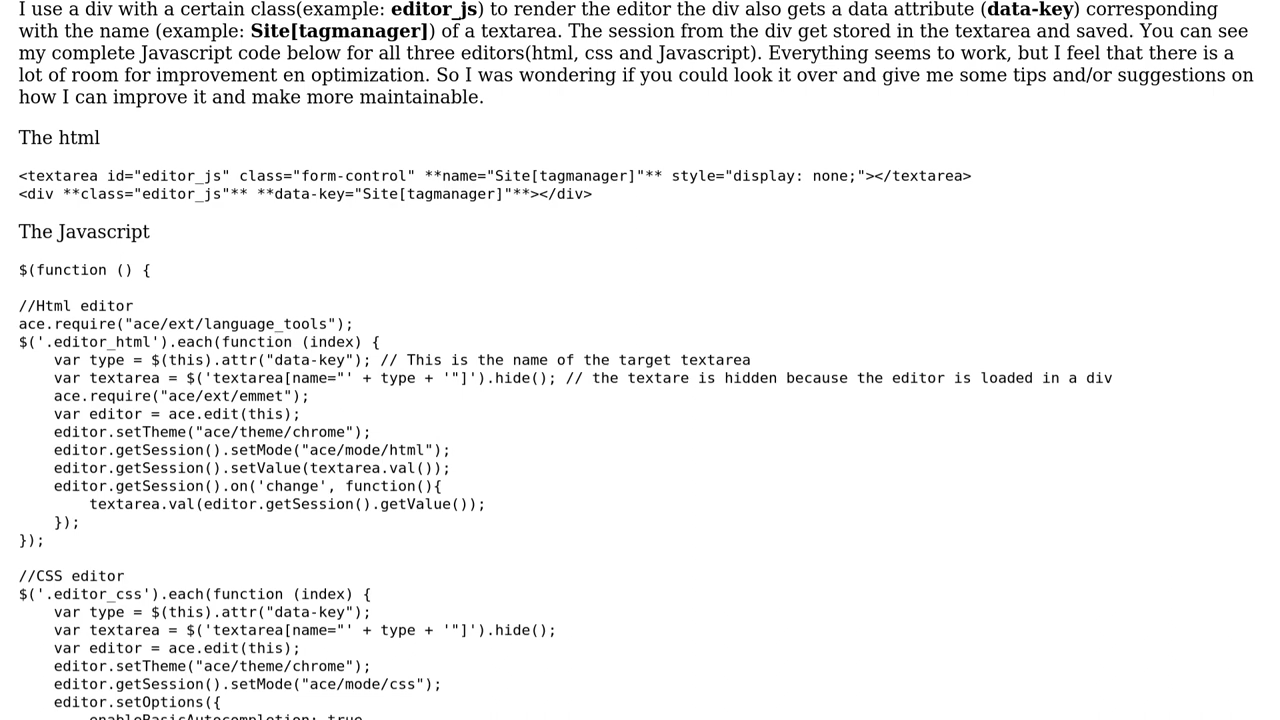 I use a div with a certain class(example: editor_js) to render the editor the div also gets a data attribute (data-key) corresponding
with the name (example: Site[tagmanager]) of a textarea. The session from the div get stored in the textarea and saved. You can see
my complete Javascript code below for all three editors(html, css and Javascript). Everything seems to work, but I feel that there is a
lot of room for improvement en optimization. So I was wondering if you could look it over and give me some tips and/or suggestions on
how I can improve it and make more maintainable.
The html
<textarea id="editor_js" class="form-control" **name="Site[tagmanager]"** style="display: none;"></textarea>
<div **class="editor_js"** **data-key="Site[tagmanager]"**></div>
The Javascript
$(function () {
//Html editor
ace.require("ace/ext/language_tools");
$('.editor_html').each(function (index) {
    var type = $(this).attr("data-key"); // This is the name of the target textarea
    var textarea = $('textarea[name="' + type + '"]').hide(); // the textare is hidden because the editor is loaded in a div
    ace.require("ace/ext/emmet");
    var editor = ace.edit(this);
    editor.setTheme("ace/theme/chrome");
    editor.getSession().setMode("ace/mode/html");
    editor.getSession().setValue(textarea.val());
    editor.getSession().on('change', function(){
        textarea.val(editor.getSession().getValue());
    });
});
//CSS editor
$('.editor_css').each(function (index) {
    var type = $(this).attr("data-key");
    var textarea = $('textarea[name="' + type + '"]').hide();
    var editor = ace.edit(this);
    editor.setTheme("ace/theme/chrome");
    editor.getSession().setMode("ace/mode/css");
    editor.setOptions({
        enableBasicAutocompletion: true